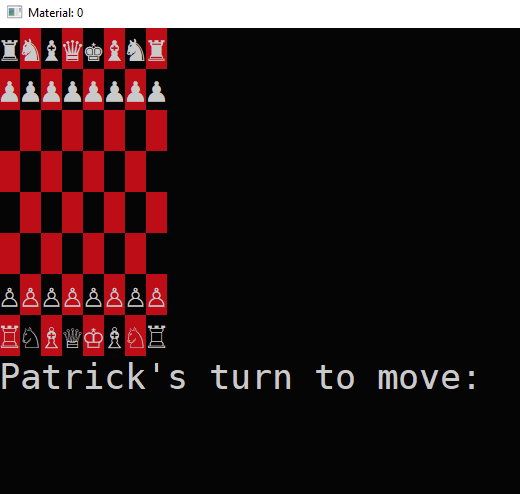 Material: 0
♜♞♝♛♚♝♞♜
♟♟♟♟♟♟♟♟
♙♙♙♙♙♙♙♙
♖♘♗♕♔♗♘♖
Patrick's turn to move: